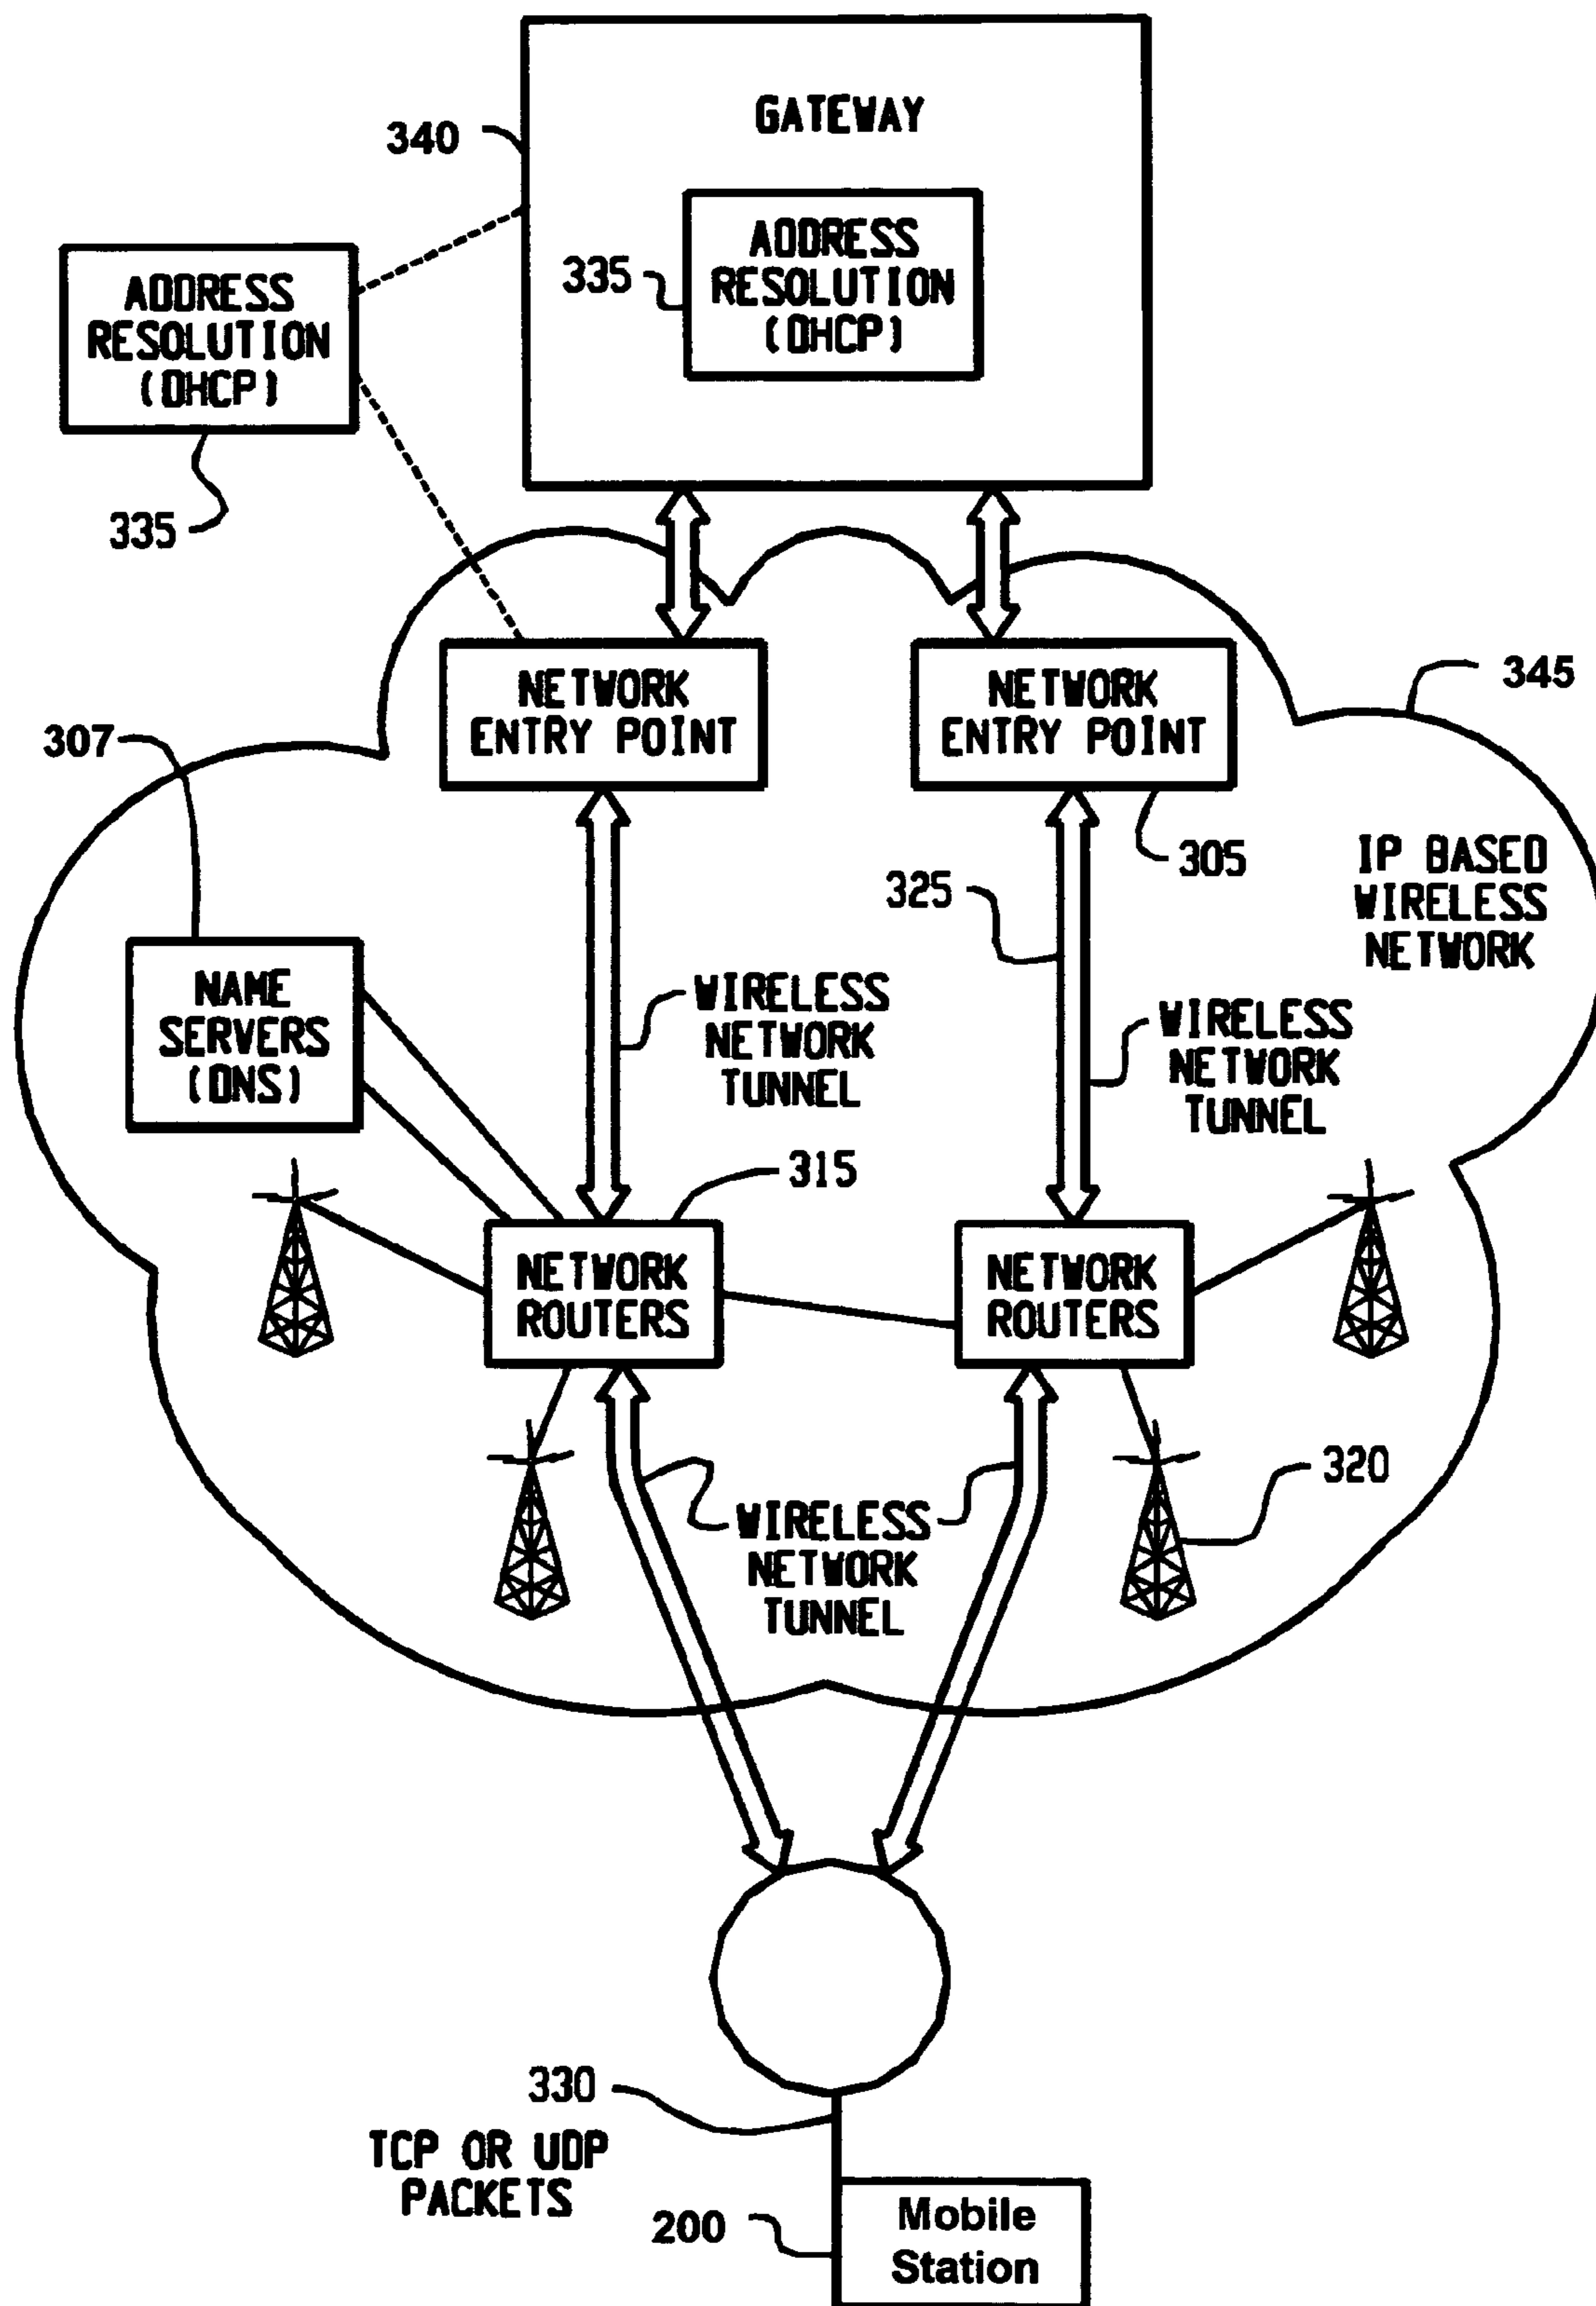 GATEWAY
340
ADDRESS
RESOLUTION
(DHCP)
335
ADDRESS
RESOLUTION
(DHCP)
335
NETWORK
ENTRY POINT
NETWORK
ENTRY POINT
345
307
305
IP BASED
WIRELESS
NETWORK
325
NAME
SERVERS
(DNS)
WIRELESS
NETWORK
TUNNEL
WIRELESS
NETWORK
TUNNEL
315
NETWORK
ROUTERS
NETWORK
ROUTERS
320
WIRELESS
NETWORK
TUNNEL
330
TCP OR UDP
PACKETS
200
Mobile
Station